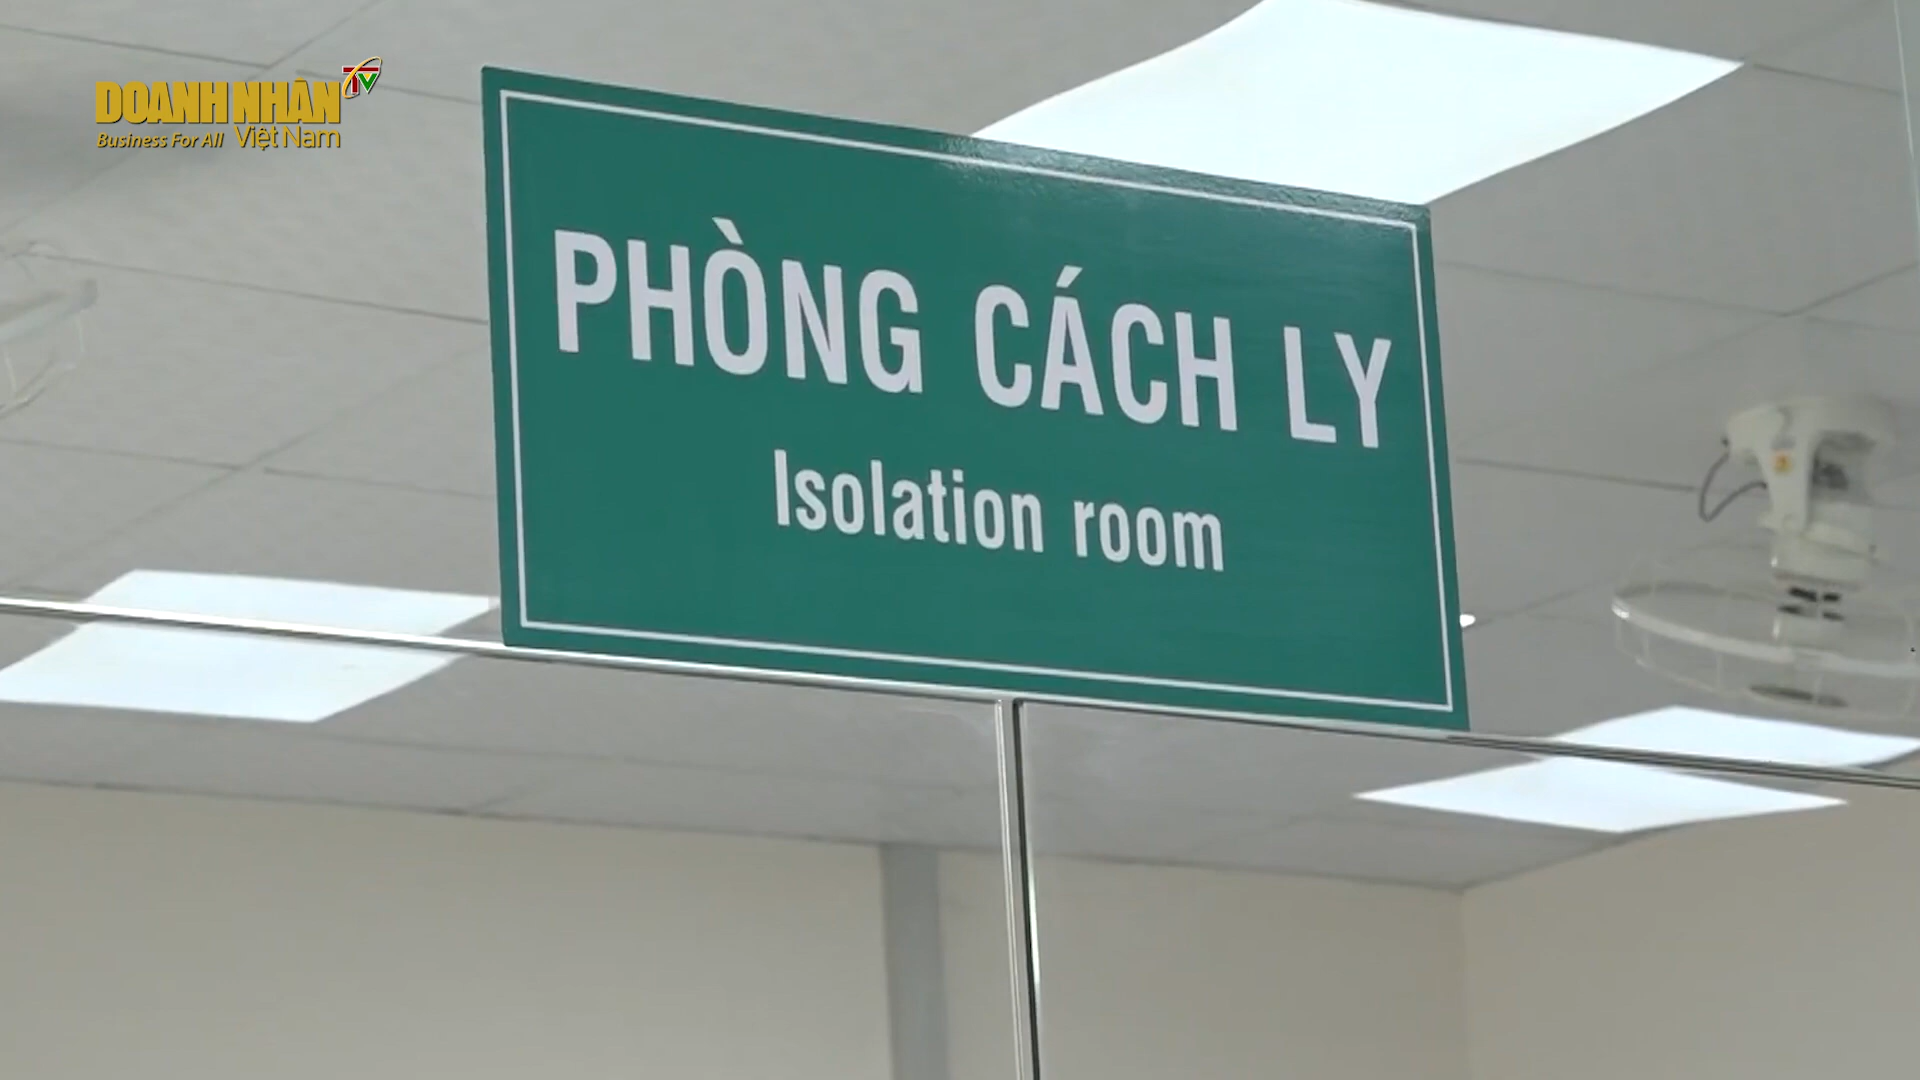 DOANH NHÂN TV
Business For All Việt Nam
PHÒNG CÁCH LY
Isolation room